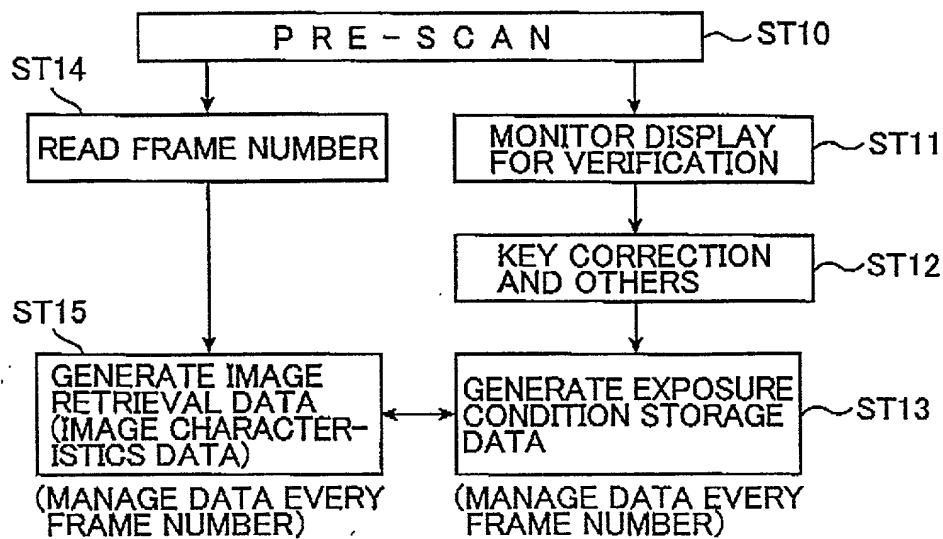 PRE-SCAN
ST10
ST14
READ FRAME NUMBER
MONITOR DISPLAY
FOR VERIFICATION
ST11
KEY CORRECTION
AND OTHERS
ST12
ST15
GENERATE IMAGE
RETRIEVAL DATA
(IMAGE CHARACTER-
ISTICS DATA)
GENERATE EXPOSURE
CONDITION STORAGE
DATA
ST13
(MANAGE DATA EVERY
FRAME NUMBER)
(MANAGE DATA EVERY
FRAME NUMBER)